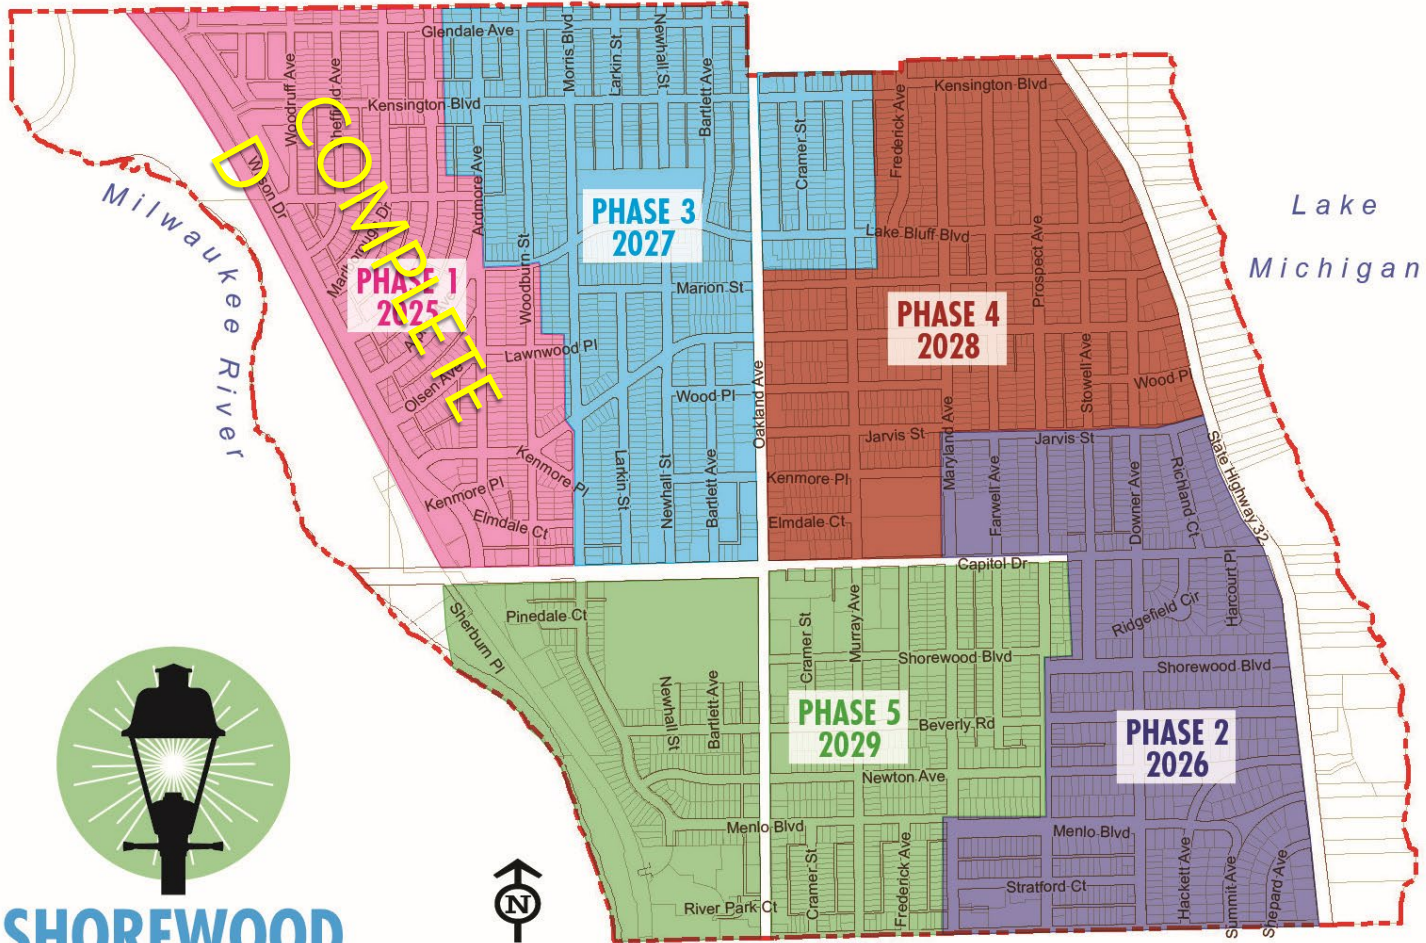 Glendale Ave
Morris Blvd
Larkin St
Newhall St
Bartlett Ave
Woodruff Ave
Sheffield Ave
Kensington Blvd
Kensington Blvd
Frederick Ave
Cramer St
COMPLETE
D
Wilson Dr
Ardmore Ave
Marlborough Dr
Milwaukee River
Lake
Michigan
PHASE 3
2027
Lake Bluff Blvd
Prospect Ave
Woodburn St
Marion St
PHASE 1
2025
PHASE 4
2028
Lawnwood Pl
Olsen Ave
Wood Pl
Oakland Ave
Stowell Ave
Wood Pl
Jarvis St
Maryland Ave
Jarvis St
State Highway 32
Kenmore Pl
Kenmore Pl
Larkin St
Newhall St
Bartlett Ave
Kenmore Pl
Farwell Ave
Downer Ave
Richland Ct
Elmdale Ct
Elmdale Ct
Capitol Dr
Pinedale Ct
Sherburn Pl
Cramer St
Murray Ave
Ridgefield Cir
Harcourt Pl
Shorewood Blvd
Shorewood Blvd
Newhall St
Bartlett Ave
PHASE 5
2029
Beverly Rd
PHASE 2
2026
Newton Ave
Menlo Blvd
Menlo Blvd
Cramer St
Frederick Ave
Stratford Ct
Hackett Ave
Summit Ave
Shepard Ave
River Park Ct
N
SHOREWOOD